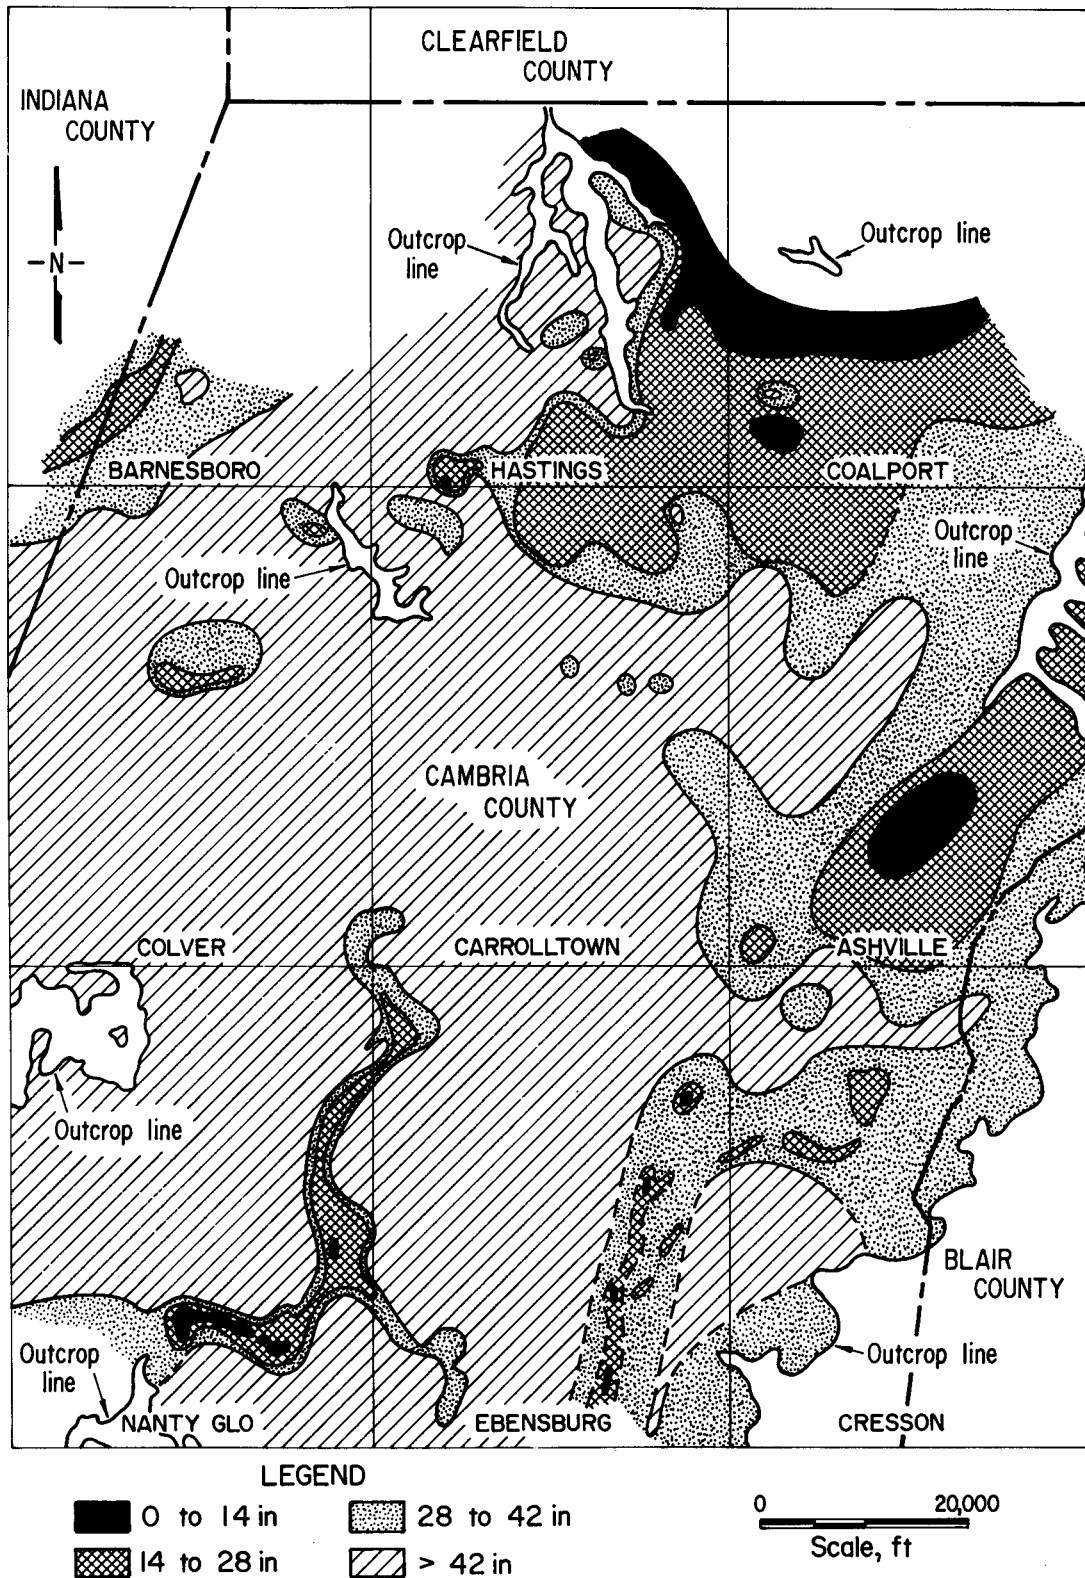 CLEARFIELD
COUNTY
INDIANA
COUNTY
N
Outcrop
line
Outcrop line
BARNESBORO
HASTINGS
COALPORT
Outcrop
line
Outcrop line
CAMBRIA
COUNTY
COLVER
CARROLLTOWN
ASHVILLE
Outcrop line
BLAIR
COUNTY
Outcrop
line
Outcrop line
NANTY GLO
EBENSBURG
CRESSON
LEGEND
0 to 14 in
28 to 42 in
14 to 28 in
> 42 in
0 20,000
Scale, ft